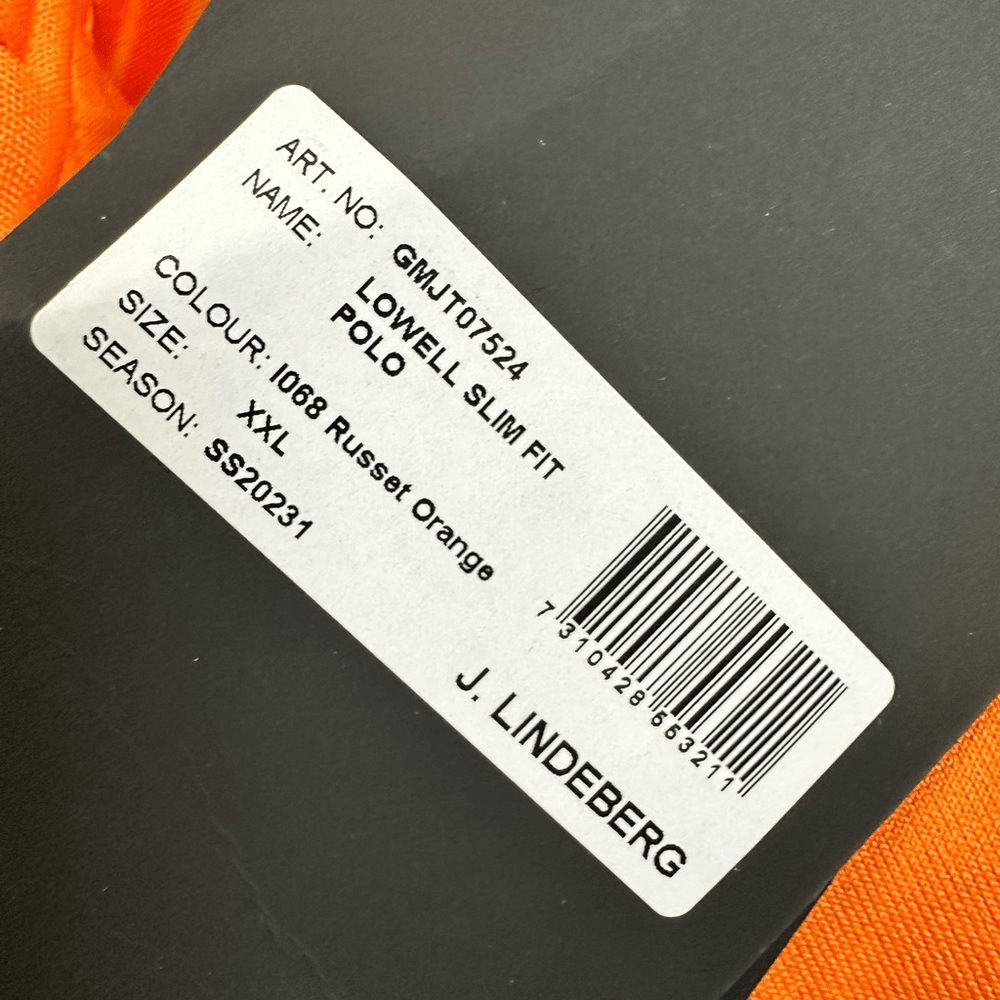 ART. NO: GMJT07524
NAME: LOWELL SLIM FIT
POLO
COLOUR: I068 Russet Orange
SIZE: XXL
SEASON: SS20231
7 310428 553211
J. LINDEBERG